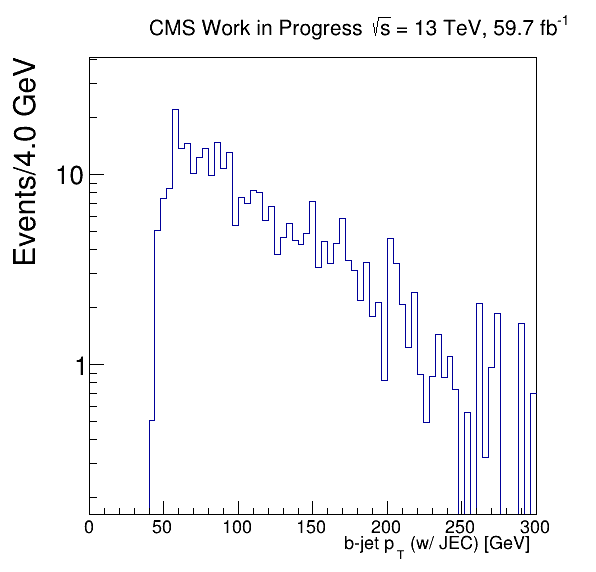 CMS Work in Progress √s = 13 TeV, 59.7 fb⁻¹
Events/4.0 GeV
10
1
0 50 100 150 200 250 300
b-jet p_T (w/ JEC) [GeV]